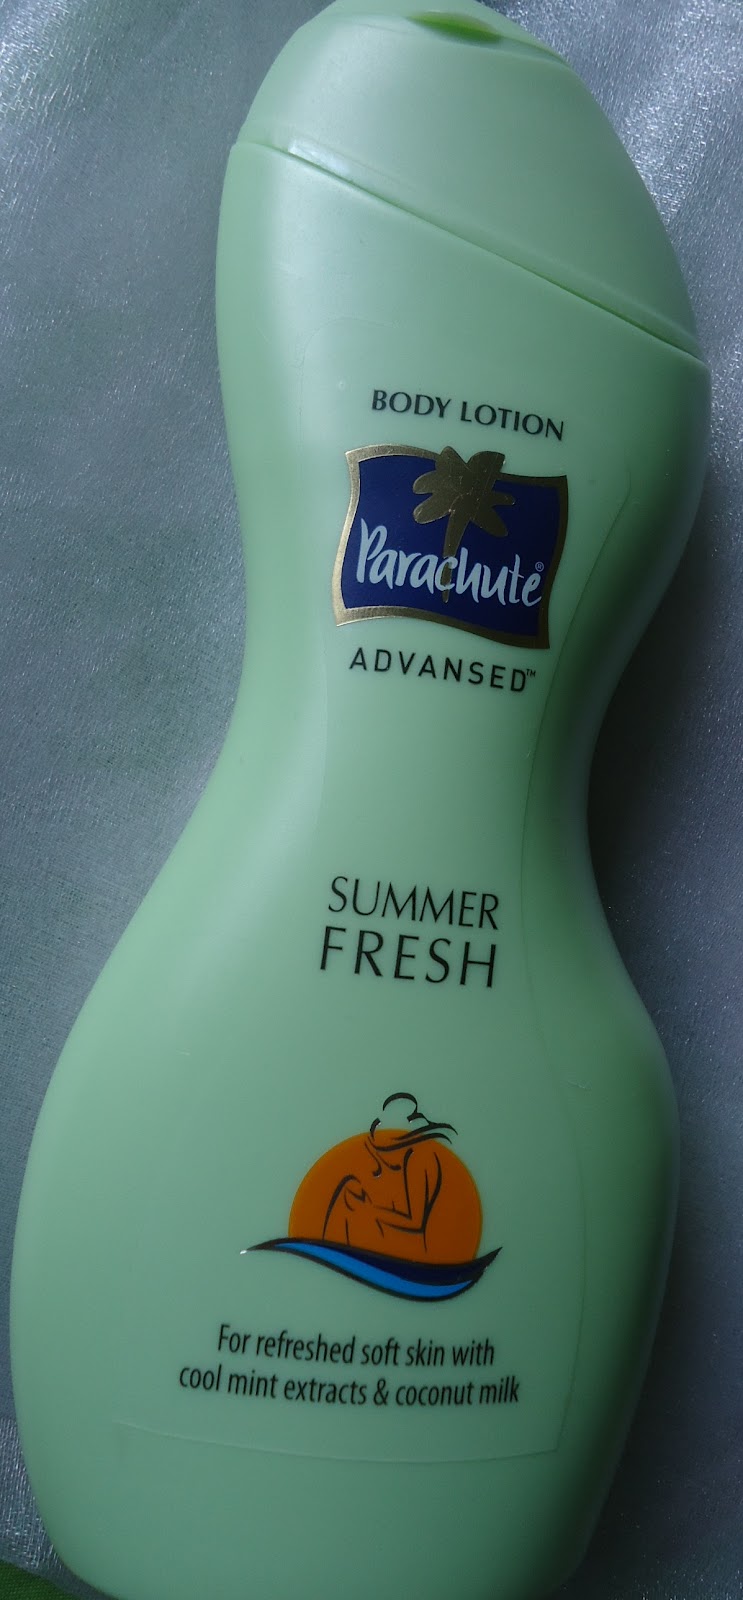 BODY LOTION
Parachute®
ADVANSED™
SUMMER
FRESH
For refreshed soft skin with
cool mint extracts & coconut milk